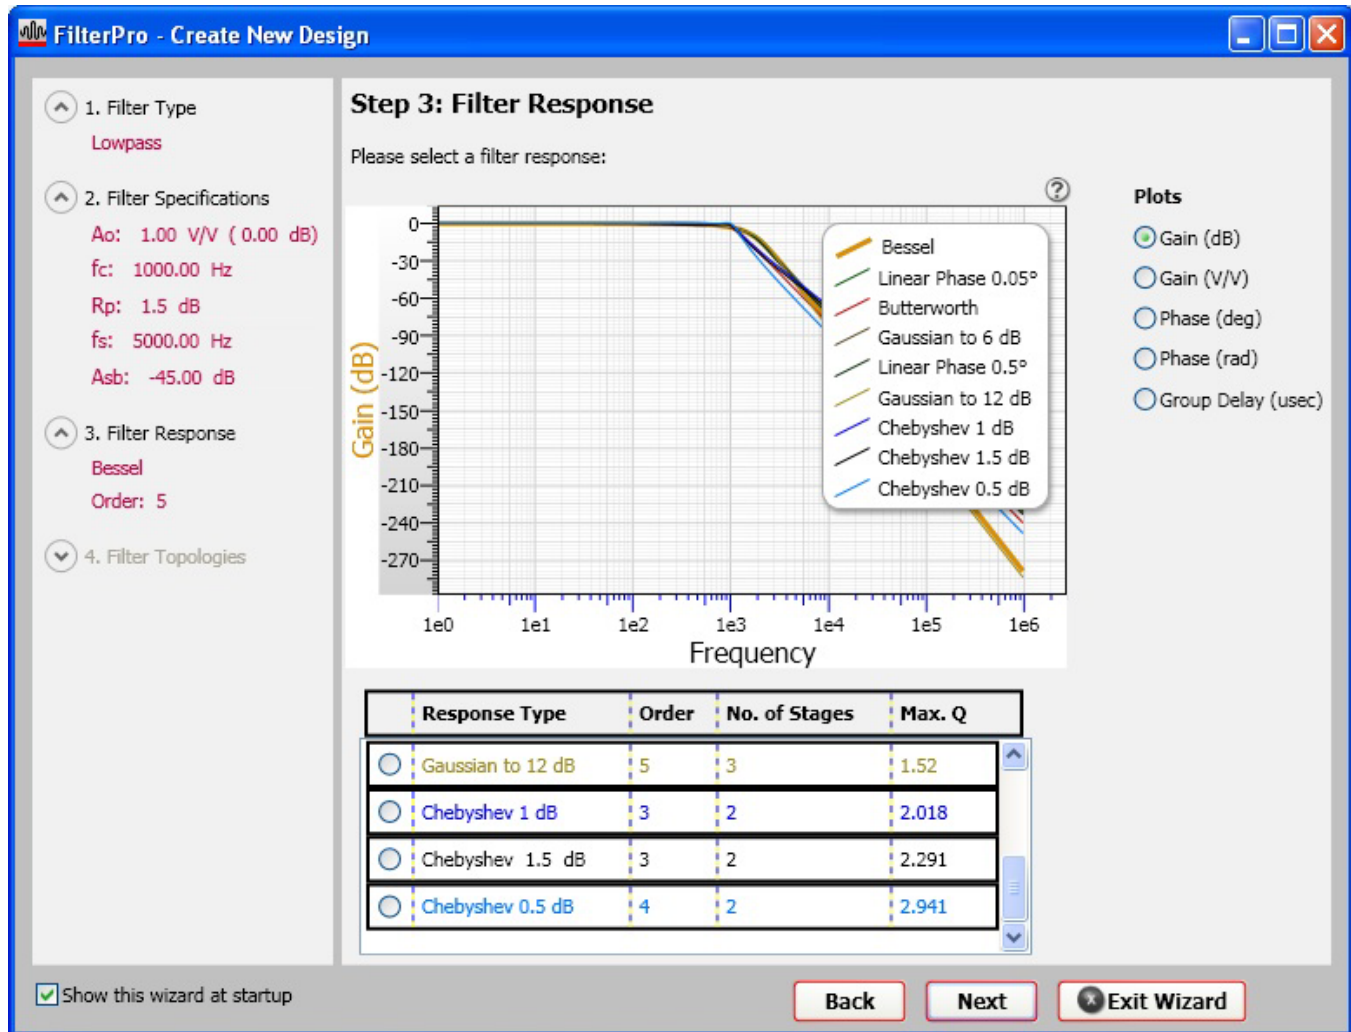 FilterPro - Create New Design
1. Filter Type
Lowpass
2. Filter Specifications
Ao: 1.00 V/V ( 0.00 dB)
fc: 1000.00 Hz
Rp: 1.5 dB
fs: 5000.00 Hz
Asb: -45.00 dB
3. Filter Response
Bessel
Order: 5
4. Filter Topologies
Step 3: Filter Response
Please select a filter response:
?
Gain (dB)
0
-30
-60
-90
-120
-150
-180
-210
-240
-270
Bessel
Linear Phase 0.05°
Butterworth
Gaussian to 6 dB
Linear Phase 0.5°
Gaussian to 12 dB
Chebyshev 1 dB
Chebyshev 1.5 dB
Chebyshev 0.5 dB
1e0 1e1 1e2 1e3 1e4 1e5 1e6
Frequency
Plots
Gain (dB)
Gain (V/V)
Phase (deg)
Phase (rad)
Group Delay (usec)
Response Type Order No. of Stages Max. Q
Gaussian to 12 dB 5 3 1.52
Chebyshev 1 dB 3 2 2.018
Chebyshev 1.5 dB 3 2 2.291
Chebyshev 0.5 dB 4 2 2.941
Show this wizard at startup
Back
Next
Exit Wizard